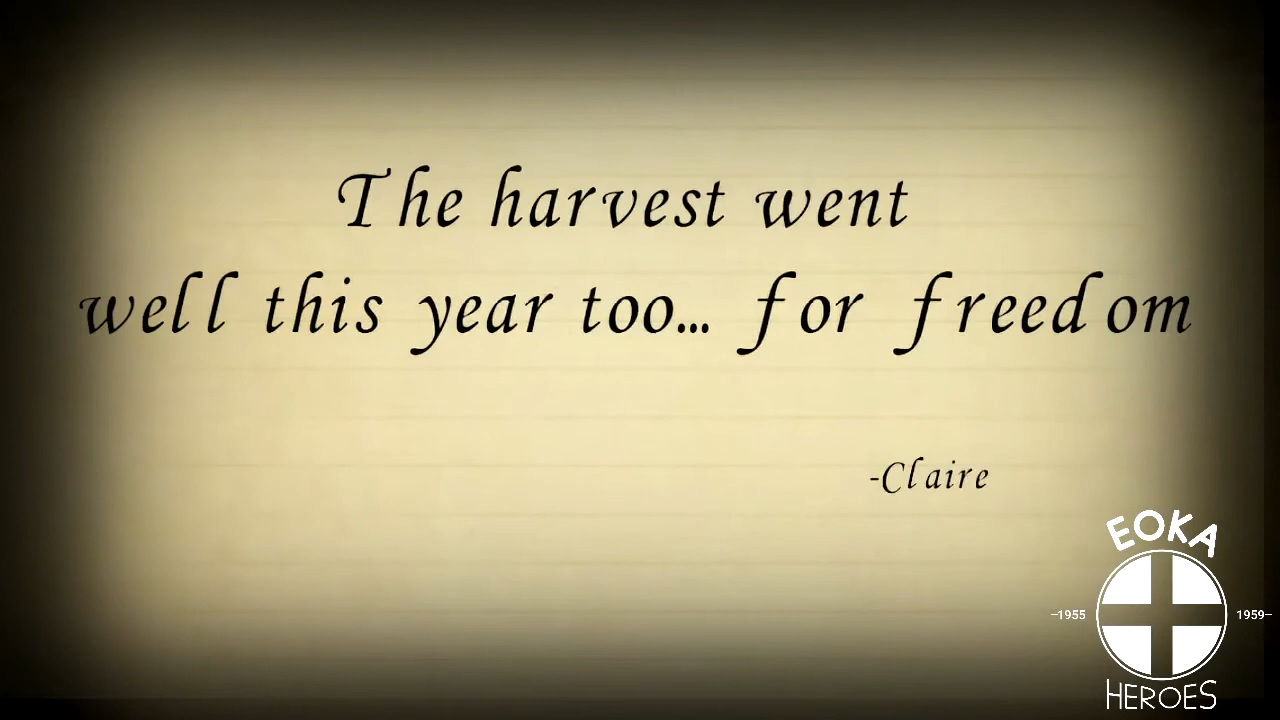 The harvest went
well this year too... for freedom
-Claire
EOKA
–1955 1959–
HEROES